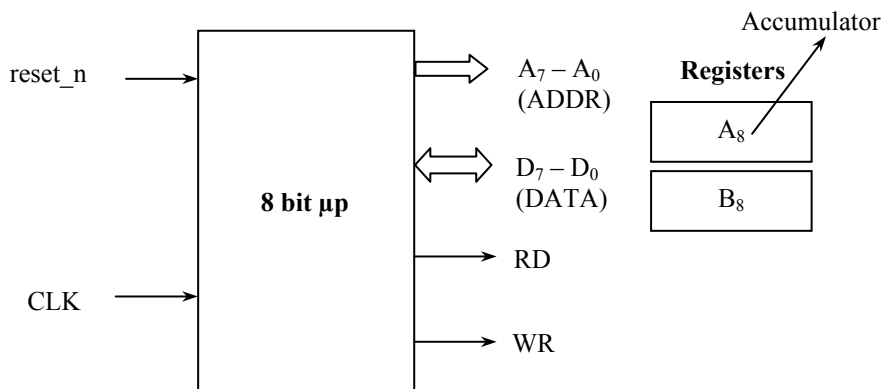 Accumulator
reset_n
A₇ – A₀
(ADDR)
Registers
A₈
D₇ – D₀
(DATA)
8 bit µp
B₈
RD
CLK
WR